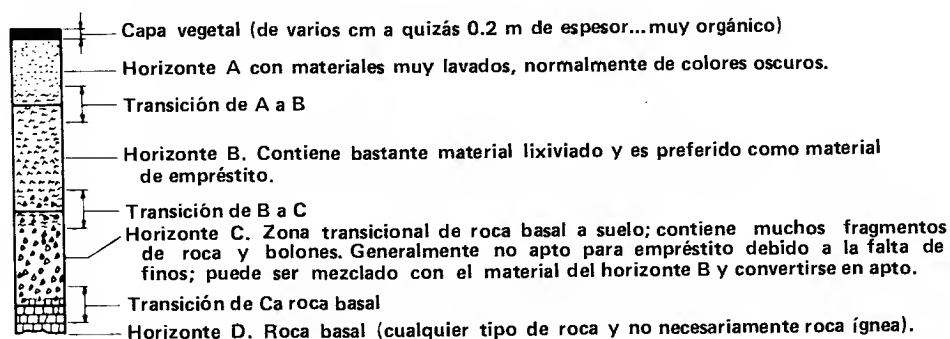 Capa vegetal (de varios cm a quizás 0.2 m de espesor...muy orgánico)
Horizonte A con materiales muy lavados, normalmente de colores oscuros.
Transición de A a B
Horizonte B. Contiene bastante material lixiviado y es preferido como material
de empréstito.
Transición de B a C
Horizonte C. Zona transicional de roca basal a suelo; contiene muchos fragmentos
de roca y bolones. Generalmente no apto para empréstito debido a la falta de
finos; puede ser mezclado con el material del horizonte B y convertirse en apto.
Transición de Ca roca basal
Horizonte D. Roca basal (cualquier tipo de roca y no necesariamente roca ígnea).